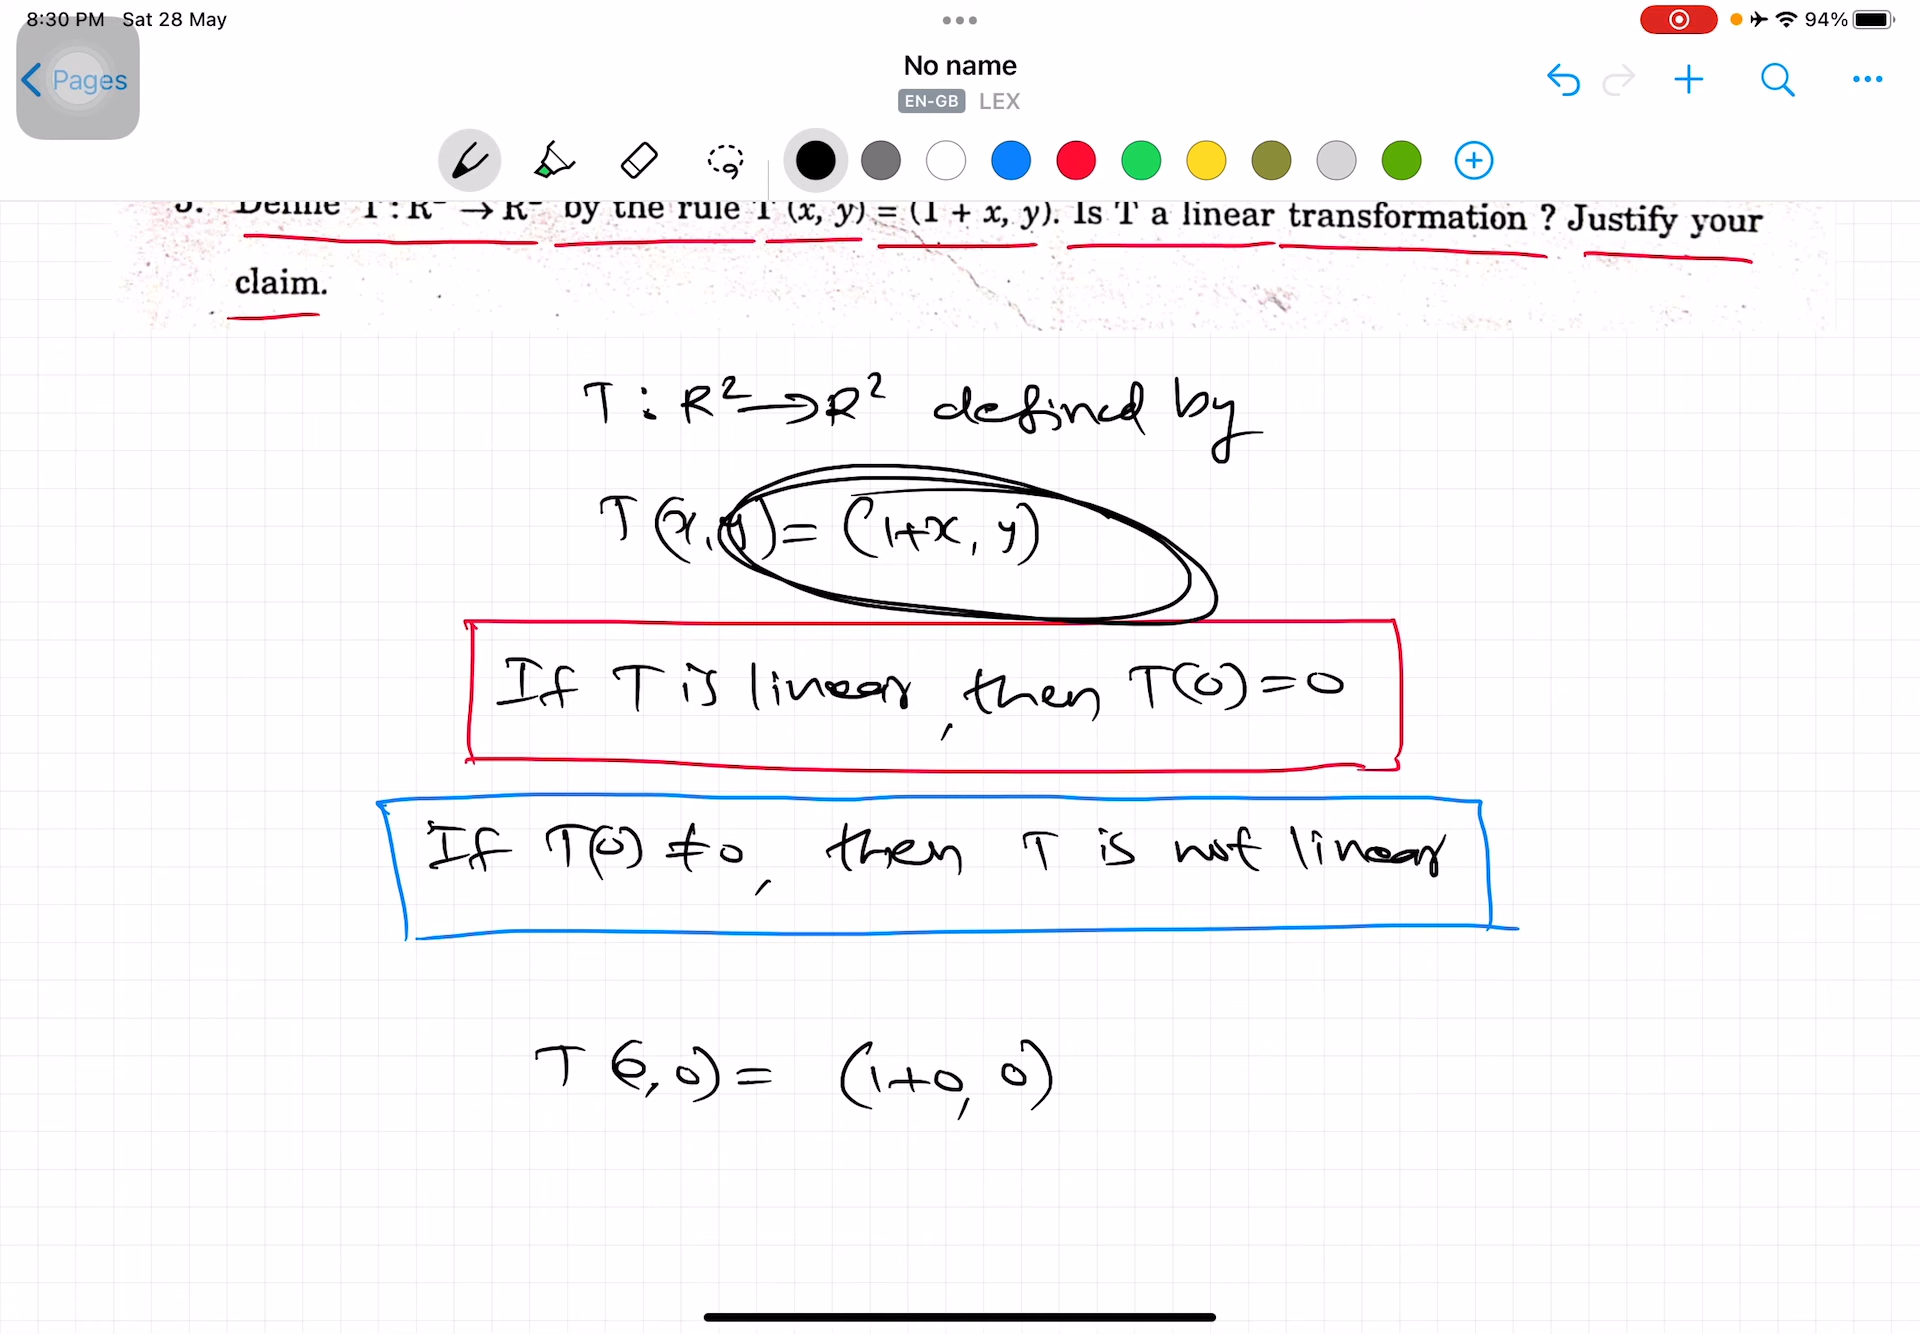 8:30 PM Sat 28 May
94%
Pages
No name
EN-GB LEX
Define T : R² → R² by the rule T (x, y) = (1 + x, y). Is T a linear transformation ? Justify your
claim.
T : R² → R² defined by
T (x, y) = (1+x, y)
If T is linear, then T(0) = 0
If T(0) ≠ 0, then T is not linear
T (0, 0) = (1+0, 0)